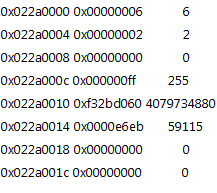 0x022a0000 0x00000006 6
0x022a0004 0x00000002 2
0x022a0008 0x00000000 0
0x022a000c 0x000000ff 255
0x022a0010 0xf32bd060 4079734880
0x022a0014 0x0000e6eb 59115
0x022a0018 0x00000000 0
0x022a001c 0x00000000 0